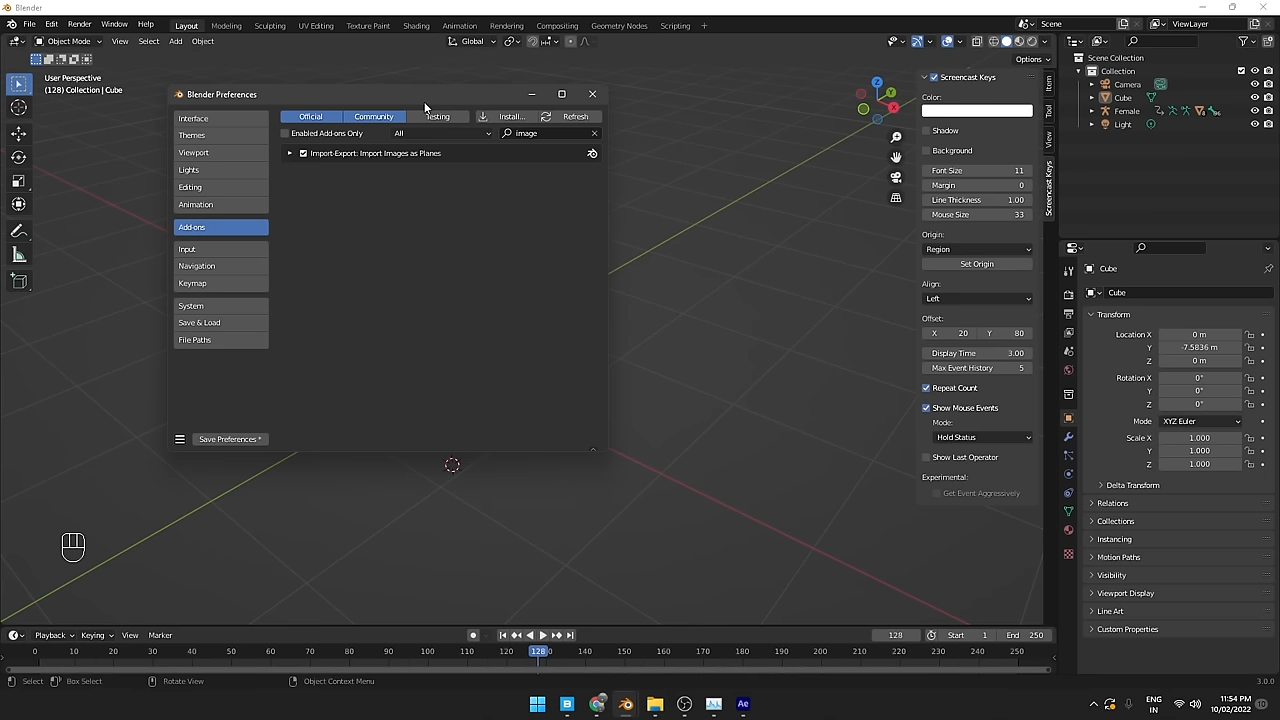 Blender
File Edit Render Window Help Layout Modeling Sculpting UV Editing Texture Paint Shading Animation Rendering Compositing Geometry Nodes Scripting + Scene ViewLayer
Object Mode View Select Add Object Global
Options
User Perspective
(128) Collection | Cube
Blender Preferences
Interface
Themes
Viewport
Lights
Editing
Animation
Add-ons
Input
Navigation
Keymap
System
Save & Load
File Paths
Save Preferences *
Official Community Testing Install... Refresh
Enabled Add-ons Only All image
Import-Export: Import Images as Planes
Z
Y
X
Screencast Keys
Color:
Shadow
Background
Font Size 11
Margin 0
Line Thickness 1.00
Mouse Size 33
Origin:
Region
Set Origin
Align:
Left
Offset:
X 20 Y 80
Display Time 3.00
Max Event History 5
Repeat Count
Show Mouse Events
Mode:
Hold Status
Show Last Operator
Experimental:
Get Event Aggressively
Item
Tool
View
Screencast Keys
Scene Collection
Collection
Camera
Cube
Female
Light
Cube
Cube
Transform
Location X 0 m
Y -7.5836 m
Z 0 m
Rotation X 0°
Y 0°
Z 0°
Mode XYZ Euler
Scale X 1.000
Y 1.000
Z 1.000
Delta Transform
Relations
Collections
Instancing
Motion Paths
Visibility
Viewport Display
Line Art
Custom Properties
Playback Keying View Marker 128 Start 1 End 250
0 10 20 30 40 50 60 70 80 90 100 110 120 128 140 150 160 170 180 190 200 210 220 230 240 250
Select Box Select Rotate View Object Context Menu 3.0.0
Ae
ENG
IN
11:54 PM
10/02/2022